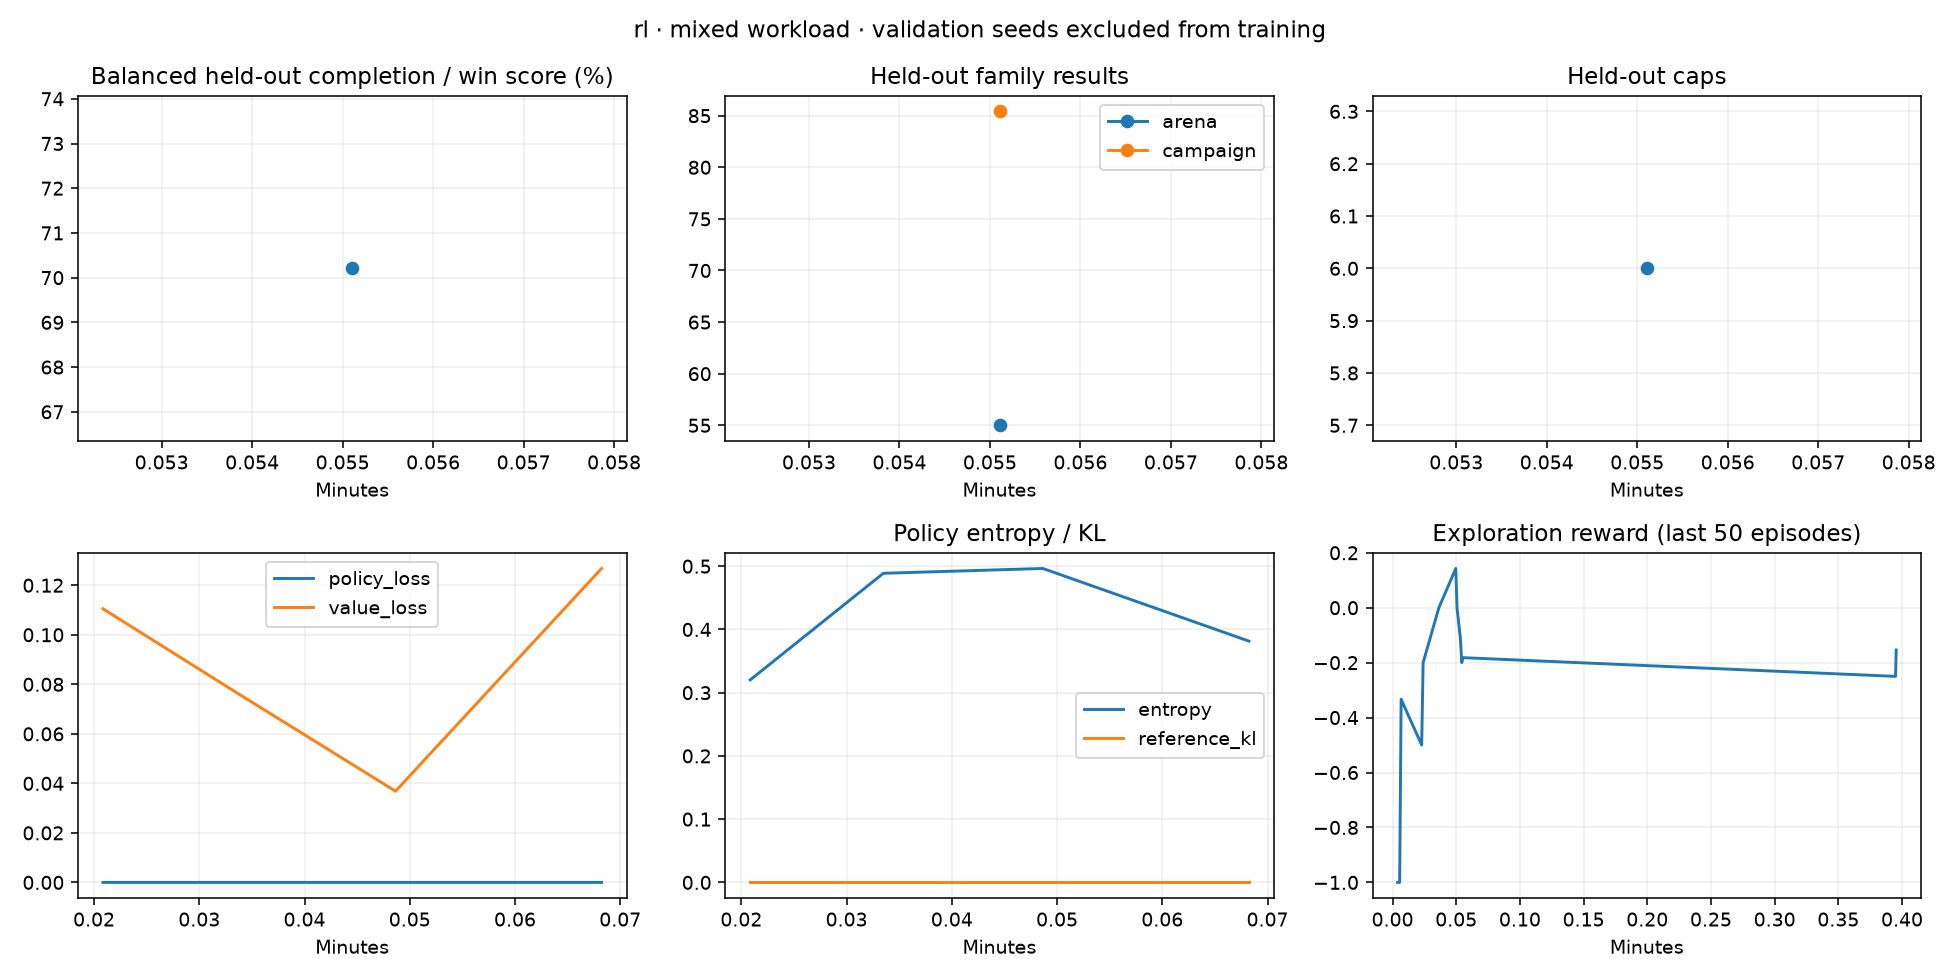 rl · mixed workload · validation seeds excluded from training
Balanced held-out completion / win score (%)
74
73
72
71
70
69
68
67
0.053 0.054 0.055 0.056 0.057 0.058
Minutes
Held-out family results
85
80
75
70
65
60
55
arena
campaign
0.053 0.054 0.055 0.056 0.057 0.058
Minutes
Held-out caps
6.3
6.2
6.1
6.0
5.9
5.8
5.7
0.053 0.054 0.055 0.056 0.057 0.058
Minutes
0.12
0.10
0.08
0.06
0.04
0.02
0.00
policy_loss
value_loss
0.02 0.03 0.04 0.05 0.06 0.07
Minutes
Policy entropy / KL
0.5
0.4
0.3
0.2
0.1
0.0
entropy
reference_kl
0.02 0.03 0.04 0.05 0.06 0.07
Minutes
Exploration reward (last 50 episodes)
0.2
0.0
−0.2
−0.4
−0.6
−0.8
−1.0
0.00 0.05 0.10 0.15 0.20 0.25 0.30 0.35 0.40
Minutes